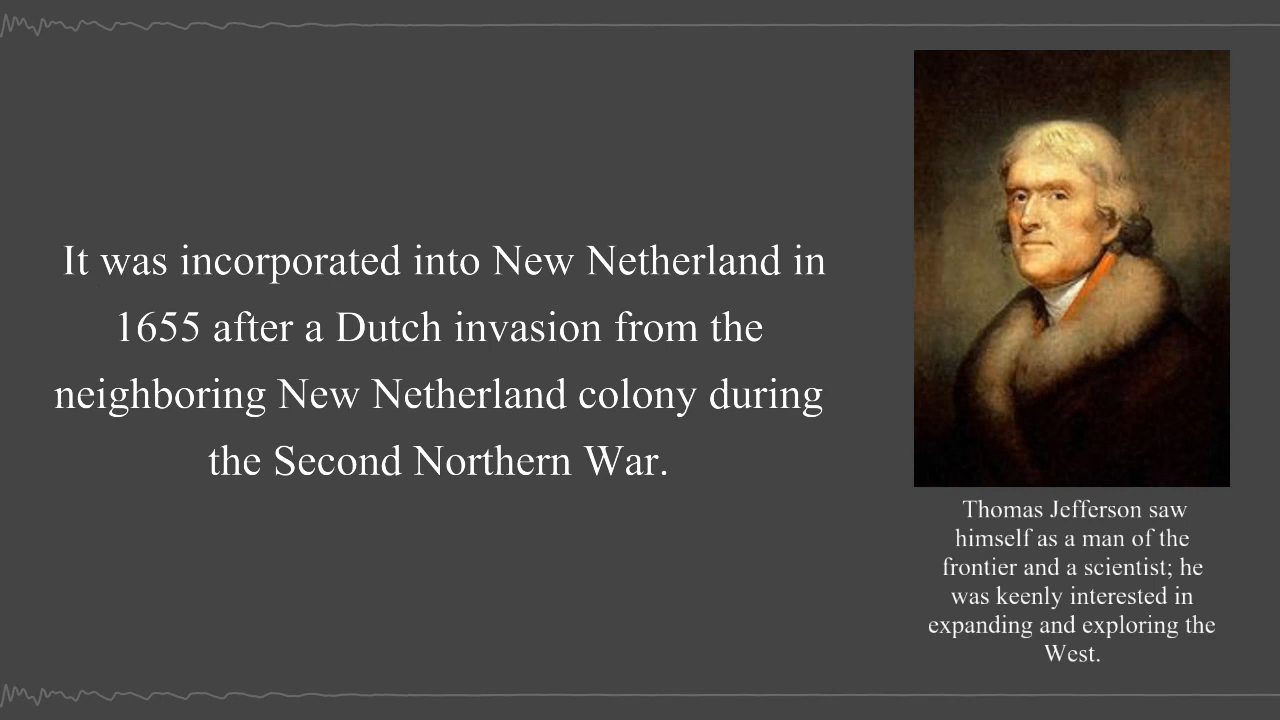 It was incorporated into New Netherland in
1655 after a Dutch invasion from the
neighboring New Netherland colony during
the Second Northern War.
Thomas Jefferson saw
himself as a man of the
frontier and a scientist; he
was keenly interested in
expanding and exploring the
West.